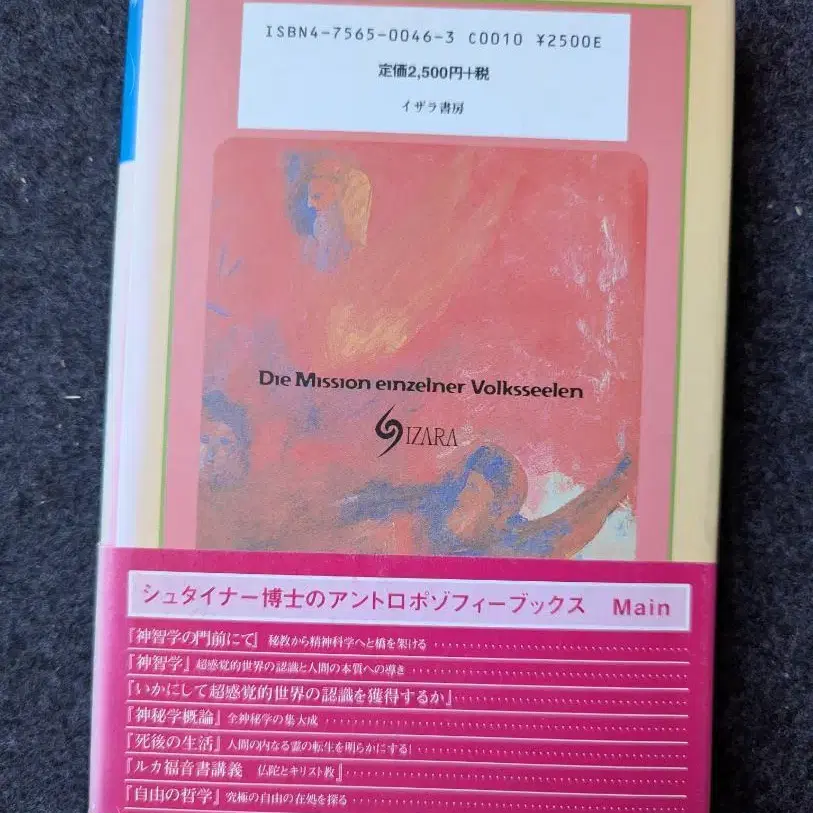 ISBN4-7565-0046-3 C0010 ¥2500E
定価2,500円+税
イザラ書房
Die Mission einzelner Volksseelen
IZARA
シュタイナー博士のアントロポゾフィーブックス Main
『神智学の門前にて』 秘教から精神科学へと橋を架ける
『神智学』 超感覚的世界の認識と人間の本質への導き
『いかにして超感覚的世界の認識を獲得するか』
『神秘学概論』 全神秘学の集大成
『死後の生活』 人間の内なる霊の転生を明らかにする!
『ルカ福音書講義 仏陀とキリスト教』
『自由の哲学』 究極の自由の在処を探る